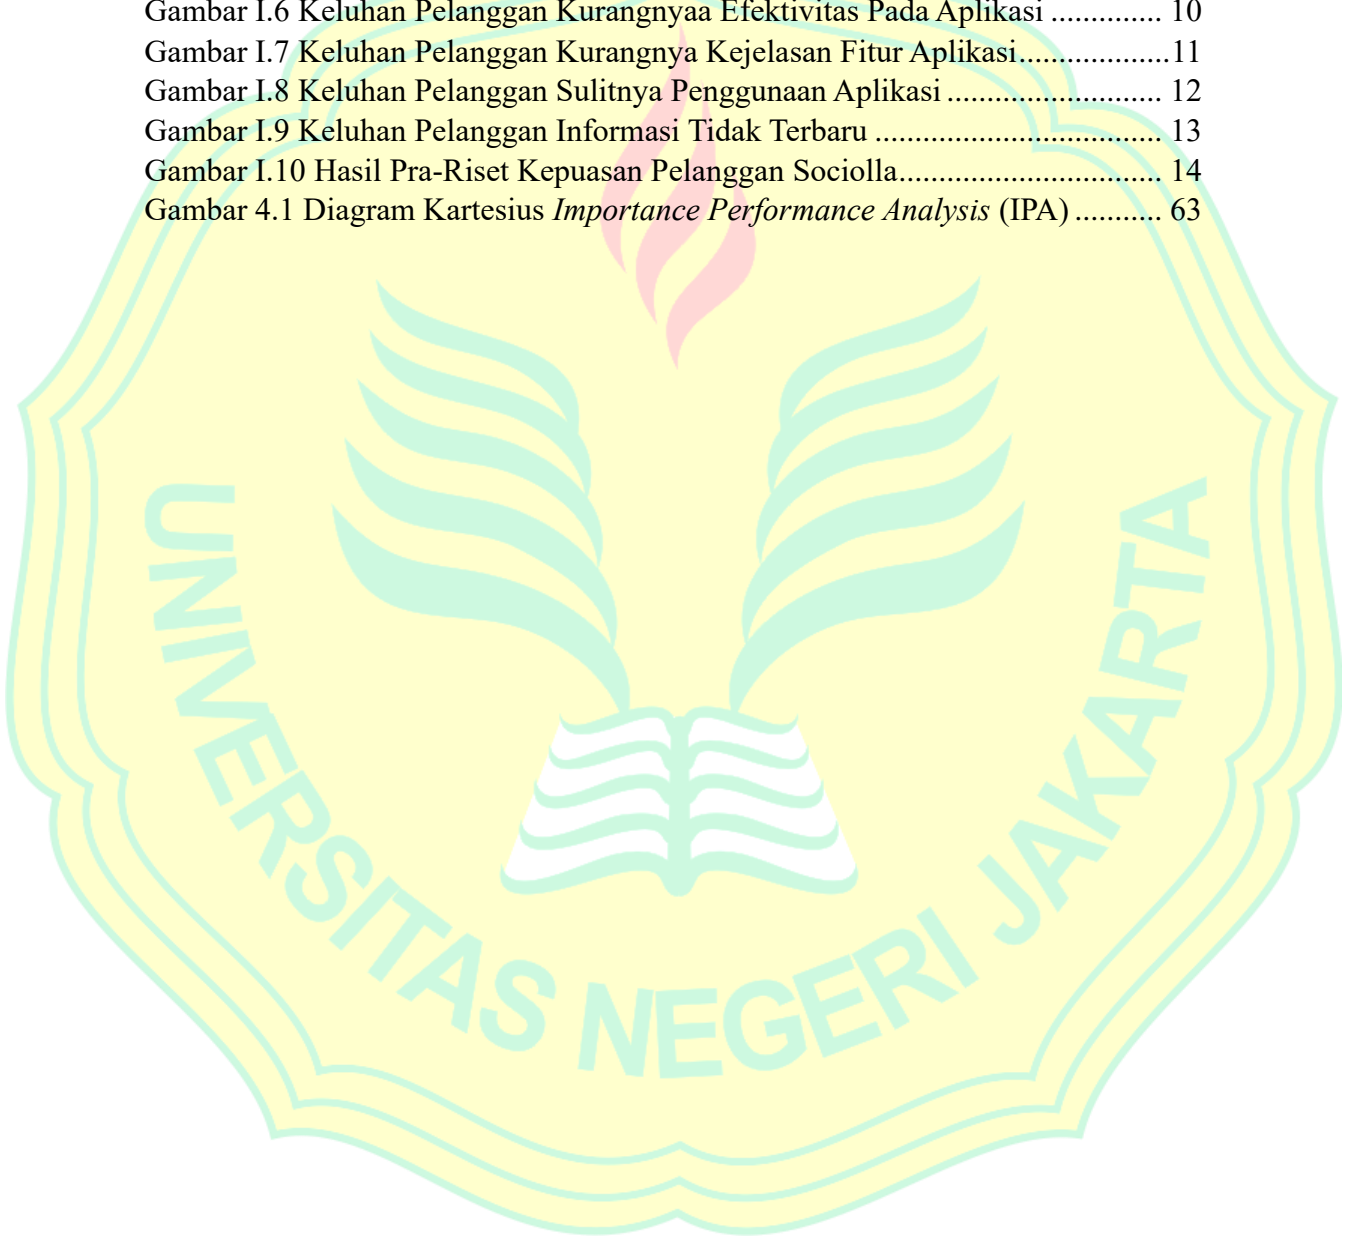 Gambar I.6 Keluhan Pelanggan Kurangnyaa Efektivitas Pada Aplikasi .............. 10
Gambar I.7 Keluhan Pelanggan Kurangnya Kejelasan Fitur Aplikasi...................11
Gambar I.8 Keluhan Pelanggan Sulitnya Penggunaan Aplikasi ........................... 12
Gambar I.9 Keluhan Pelanggan Informasi Tidak Terbaru .................................... 13
Gambar I.10 Hasil Pra-Riset Kepuasan Pelanggan Sociolla................................. 14
Gambar 4.1 Diagram Kartesius Importance Performance Analysis (IPA) ........... 63
UNIVERSITAS NEGERI JAKARTA